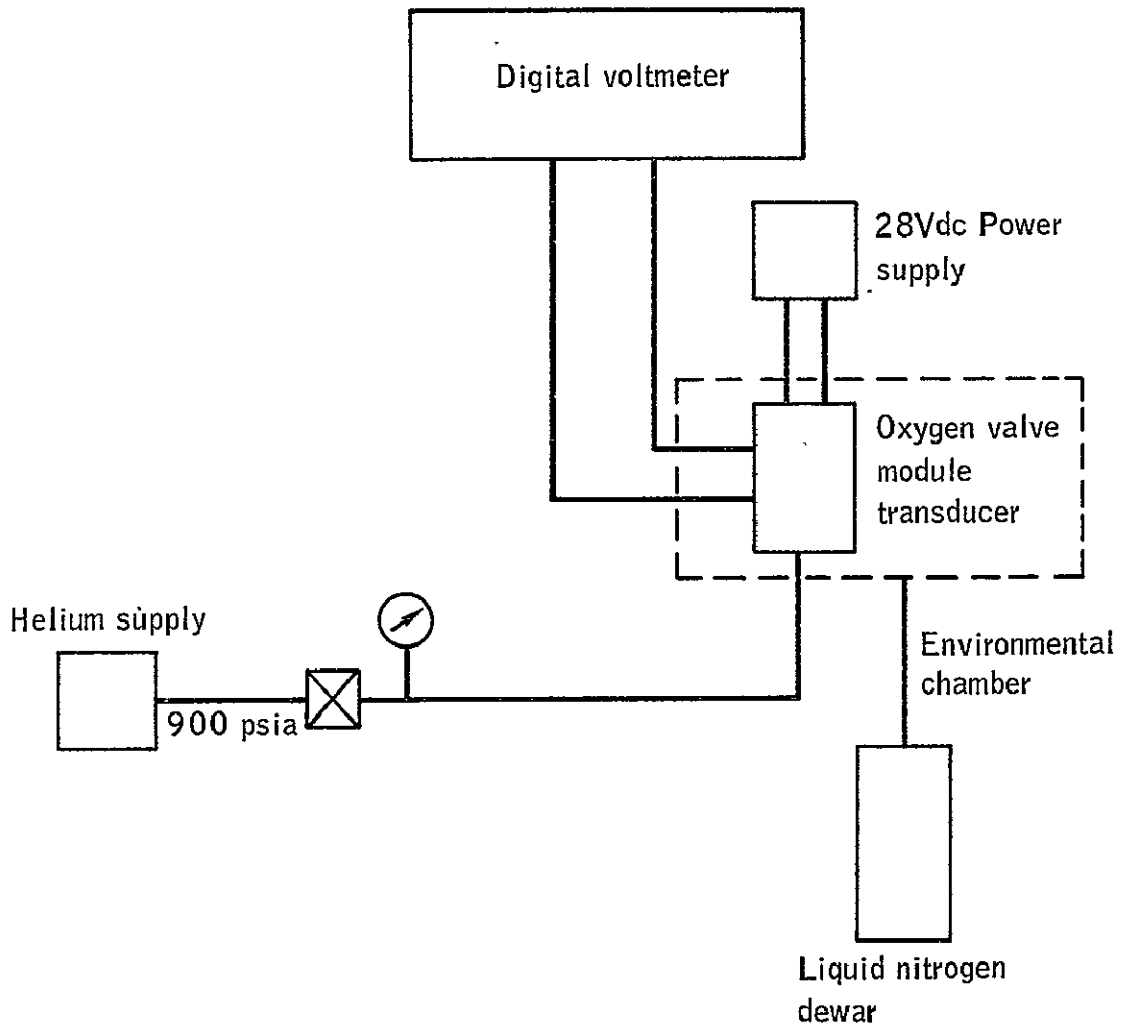 Digital voltmeter
28Vdc Power
supply
Oxygen valve
module
transducer
Helium supply
900 psia
Environmental
chamber
Liquid nitrogen
dewar